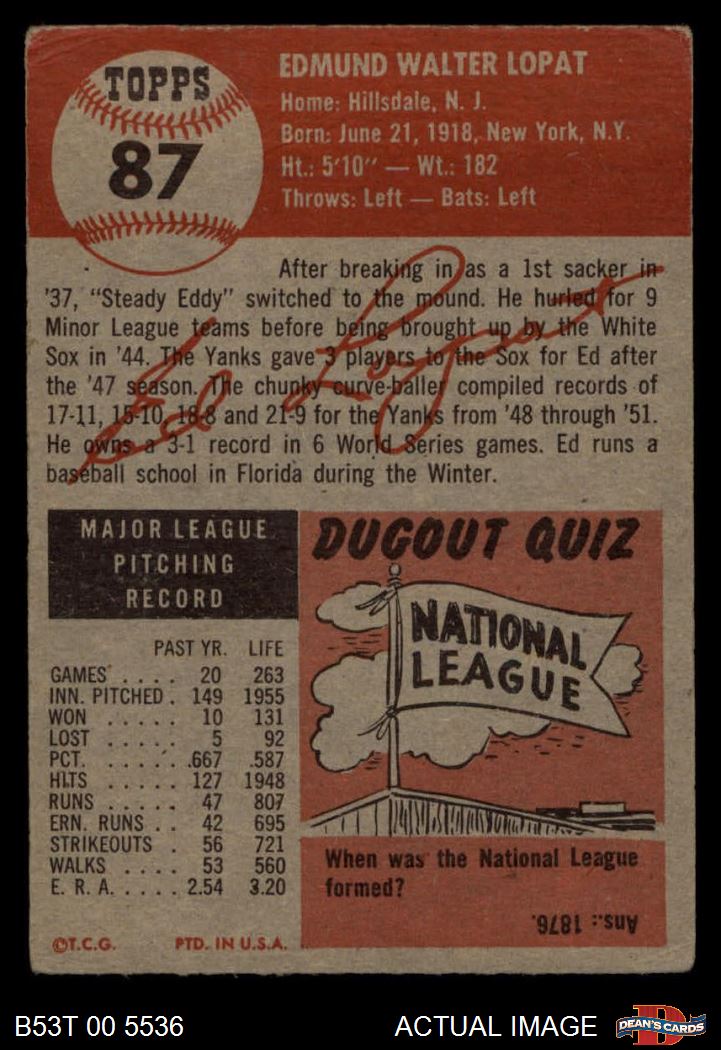 TOPPS
87
EDMUND WALTER LOPAT
Home: Hillsdale, N. J.
Born: June 21, 1918, New York, N.Y.
Ht.: 5'10" — Wt.: 182
Throws: Left — Bats: Left
After breaking in as a 1st sacker in
'37, "Steady Eddy" switched to the mound. He hurled for 9
Minor League teams before being brought up by the White
Sox in '44. The Yanks gave 3 players to the Sox for Ed after
the '47 season. The chunky curve-baller compiled records of
17-11, 15-10, 18-8 and 21-9 for the Yanks from '48 through '51.
He owns a 3-1 record in 6 World Series games. Ed runs a
baseball school in Florida during the Winter.
Ed Lopat
MAJOR LEAGUE
PITCHING
RECORD
PAST YR. LIFE
GAMES . . . . 20 263
INN. PITCHED . 149 1955
WON . . . . . 10 131
LOST . . . . . 5 92
PCT. . . . . . .667 .587
HITS . . . . . 127 1948
RUNS . . . . . 47 807
ERN. RUNS . . 42 695
STRIKEOUTS . 56 721
WALKS . . . . 53 560
E. R. A. . . . . 2.54 3.20
©T.C.G. PTD. IN U.S.A.
DUGOUT QUIZ
NATIONAL
LEAGUE
When was the National League
formed?
Ans.: 1876.
B53T 00 5536
ACTUAL IMAGE
D
DEAN'S CARDS